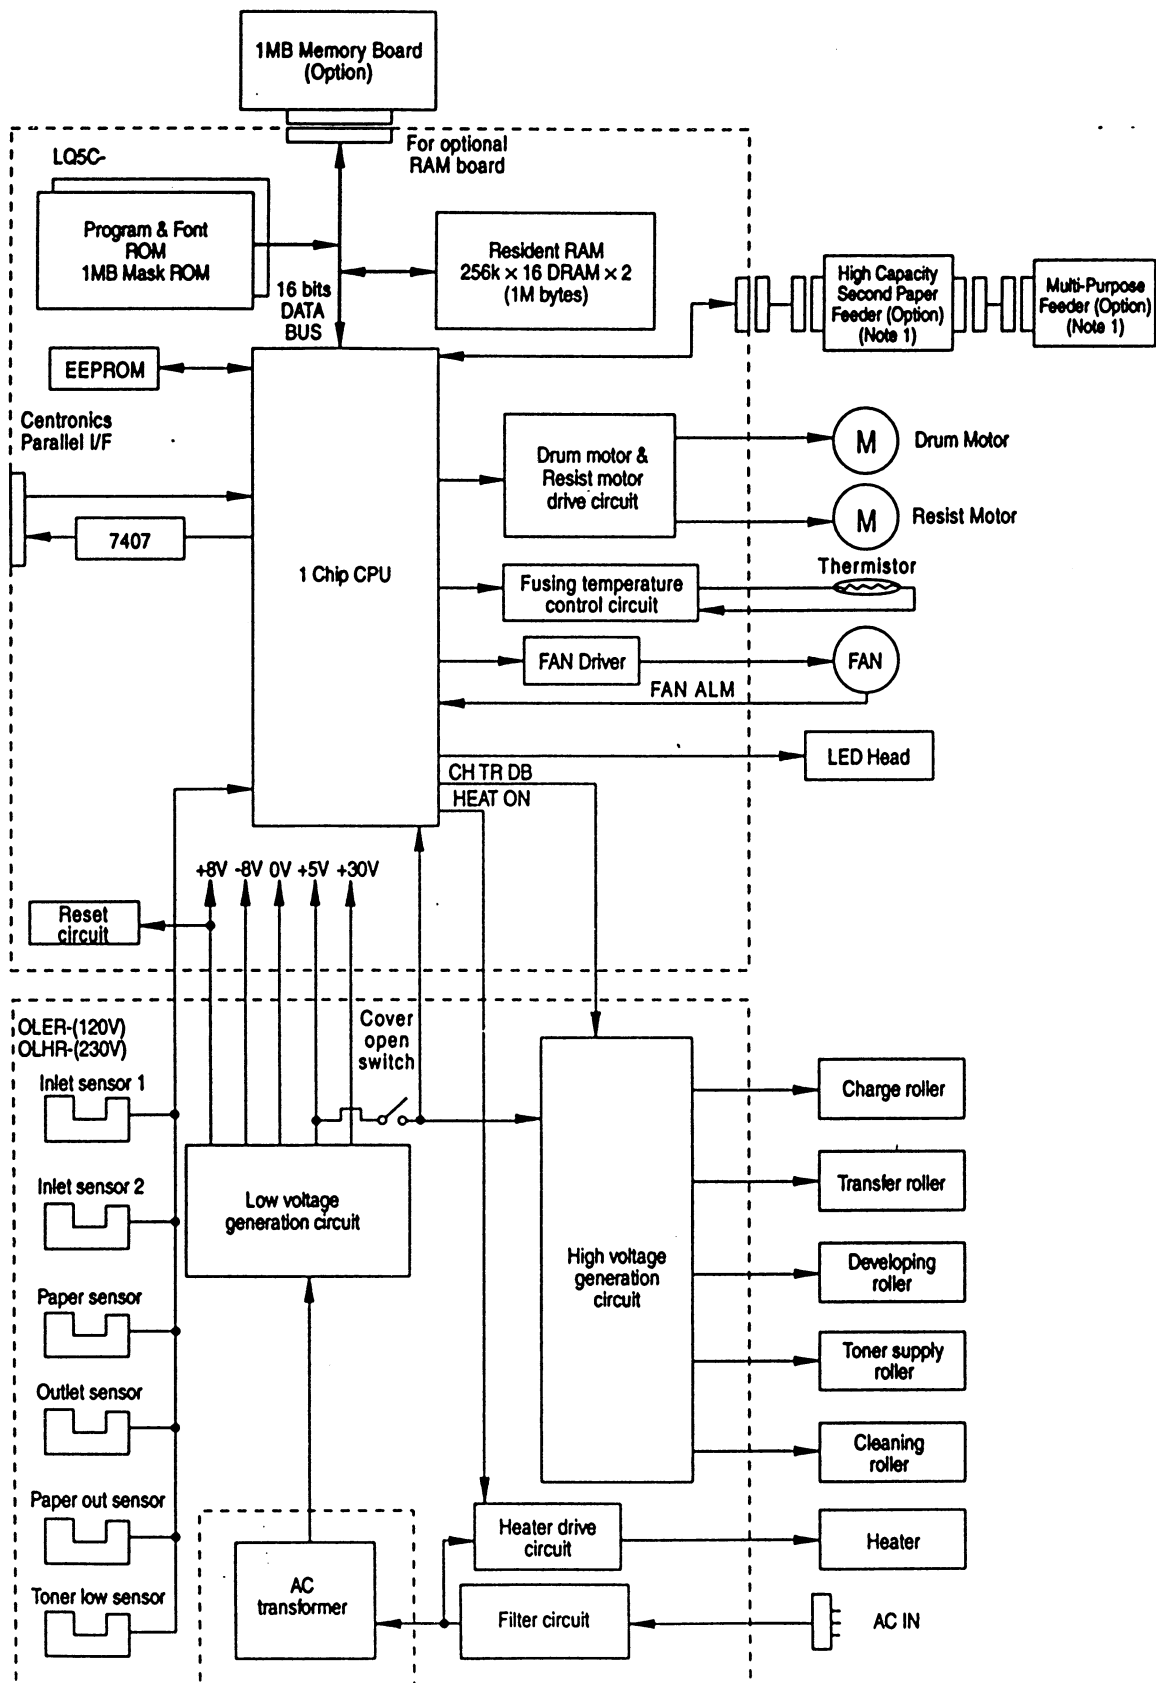 1MB Memory Board
(Option)
For optional
RAM board
LQ5C-
Program & Font
ROM
1MB Mask ROM
16 bits
DATA
BUS
Resident RAM
256k × 16 DRAM × 2
(1M bytes)
High Capacity
Second Paper
Feeder (Option)
(Note 1)
Multi-Purpose
Feeder (Option)
(Note 1)
EEPROM
Centronics
Parallel I/F
7407
1 Chip CPU
Drum motor &
Resist motor
drive circuit
M
Drum Motor
M
Resist Motor
Thermistor
Fusing temperature
control circuit
FAN Driver
FAN
FAN ALM
LED Head
CH TR DB
HEAT ON
+8V -8V 0V +5V +30V
Reset
circuit
OLER-(120V)
OLHR-(230V)
Cover
open
switch
Inlet sensor 1
Inlet sensor 2
Paper sensor
Outlet sensor
Paper out sensor
Toner low sensor
Low voltage
generation circuit
High voltage
generation
circuit
Charge roller
Transfer roller
Developing
roller
Toner supply
roller
Cleaning
roller
Heater drive
circuit
Heater
AC
transformer
Filter circuit
AC IN